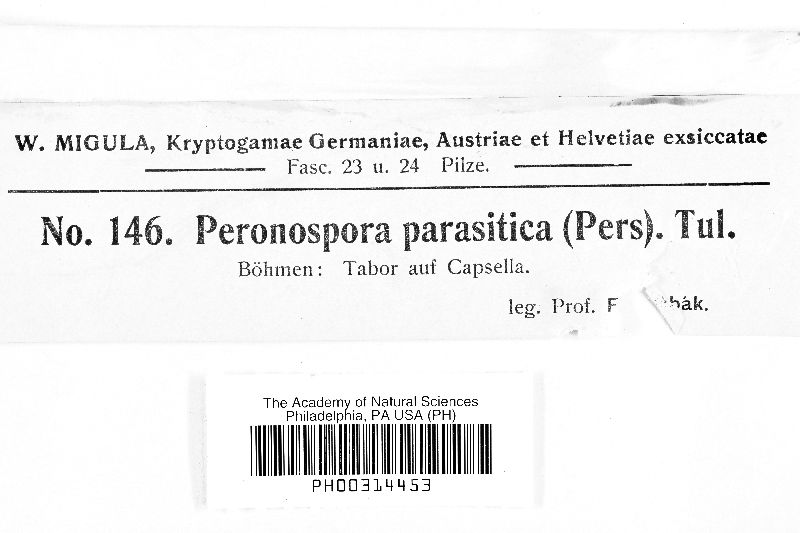 W. MIGULA, Kryptogamae Germaniae, Austriae et Helvetiae exsiccatae
Fasc. 23 u. 24 Pilze.
No. 146. Peronospora parasitica (Pers). Tul.
Böhmen: Tabor auf Capsella.
leg. Prof. F
The Academy of Natural Sciences
Philadelphia, PA USA (PH)
PH00314453